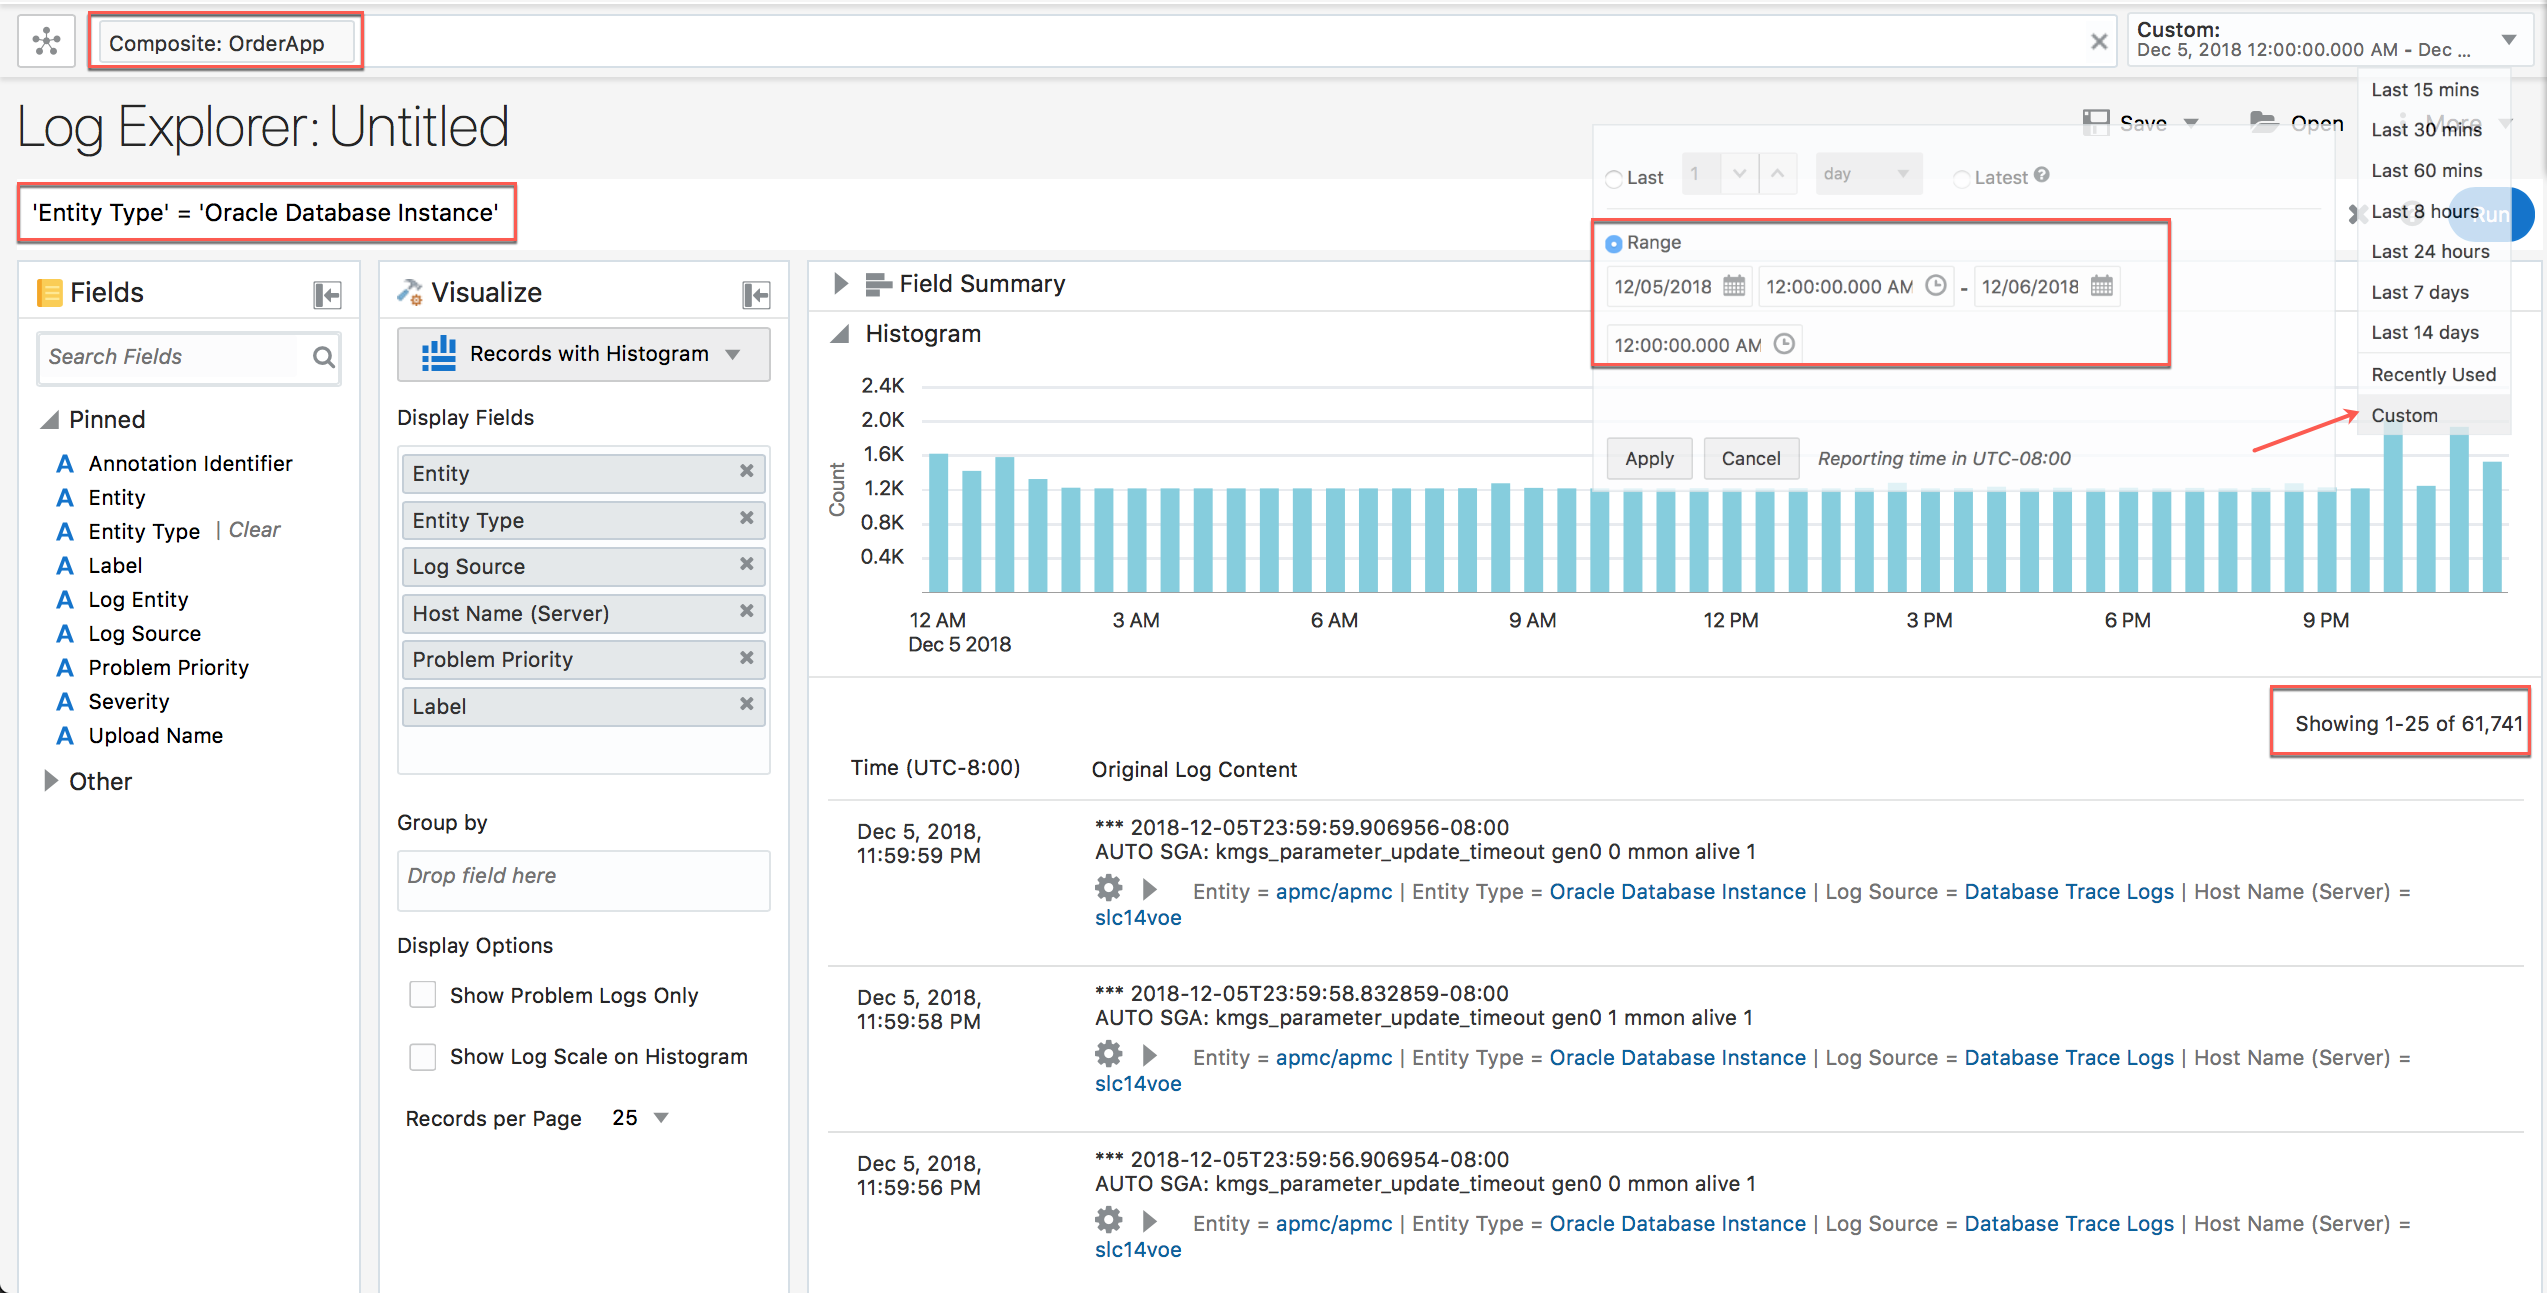 Composite: OrderApp
Custom:
Dec 5, 2018 12:00:00.000 AM - Dec ...
Log Explorer: Untitled
Save
Open
More
Last 15 mins
Last 30 mins
Last 60 mins
Last 8 hours
Last 24 hours
Last 7 days
Last 14 days
Recently Used
Custom
Last 1 day Latest
'Entity Type' = 'Oracle Database Instance'
Run
Range
12/05/2018 12:00:00.000 AM - 12/06/2018
12:00:00.000 AM
Apply Cancel Reporting time in UTC-08:00
Fields
Search Fields
Pinned
A Annotation Identifier
A Entity
A Entity Type | Clear
A Label
A Log Entity
A Log Source
A Problem Priority
A Severity
A Upload Name
Other
Visualize
Records with Histogram
Display Fields
Entity
Entity Type
Log Source
Host Name (Server)
Problem Priority
Label
Group by
Drop field here
Display Options
Show Problem Logs Only
Show Log Scale on Histogram
Records per Page 25
Field Summary
Histogram
Count
2.4K
2.0K
1.6K
1.2K
0.8K
0.4K
12 AM 3 AM 6 AM 9 AM 12 PM 3 PM 6 PM 9 PM
Dec 5 2018
Showing 1-25 of 61,741
Time (UTC-8:00) Original Log Content
Dec 5, 2018,
11:59:59 PM
*** 2018-12-05T23:59:59.906956-08:00
AUTO SGA: kmgs_parameter_update_timeout gen0 0 mmon alive 1
Entity = apmc/apmc | Entity Type = Oracle Database Instance | Log Source = Database Trace Logs | Host Name (Server) =
slc14voe
Dec 5, 2018,
11:59:58 PM
*** 2018-12-05T23:59:58.832859-08:00
AUTO SGA: kmgs_parameter_update_timeout gen0 1 mmon alive 1
Entity = apmc/apmc | Entity Type = Oracle Database Instance | Log Source = Database Trace Logs | Host Name (Server) =
slc14voe
Dec 5, 2018,
11:59:56 PM
*** 2018-12-05T23:59:56.906954-08:00
AUTO SGA: kmgs_parameter_update_timeout gen0 0 mmon alive 1
Entity = apmc/apmc | Entity Type = Oracle Database Instance | Log Source = Database Trace Logs | Host Name (Server) =
slc14voe